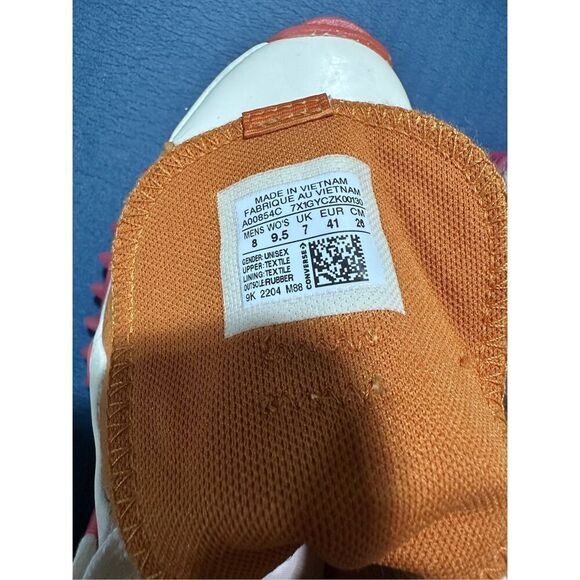 MADE IN VIETNAM
FABRIQUE AU VIETNAM
A00854C 7X1GYCZK00130
MENS WO'S UK EUR CM
8 9.5 7 41 26
GENDER: UNISEX
UPPER: TEXTILE
LINING: TEXTILE
OUTSOLE: RUBBER
9K 2204 M88
CONVERSE